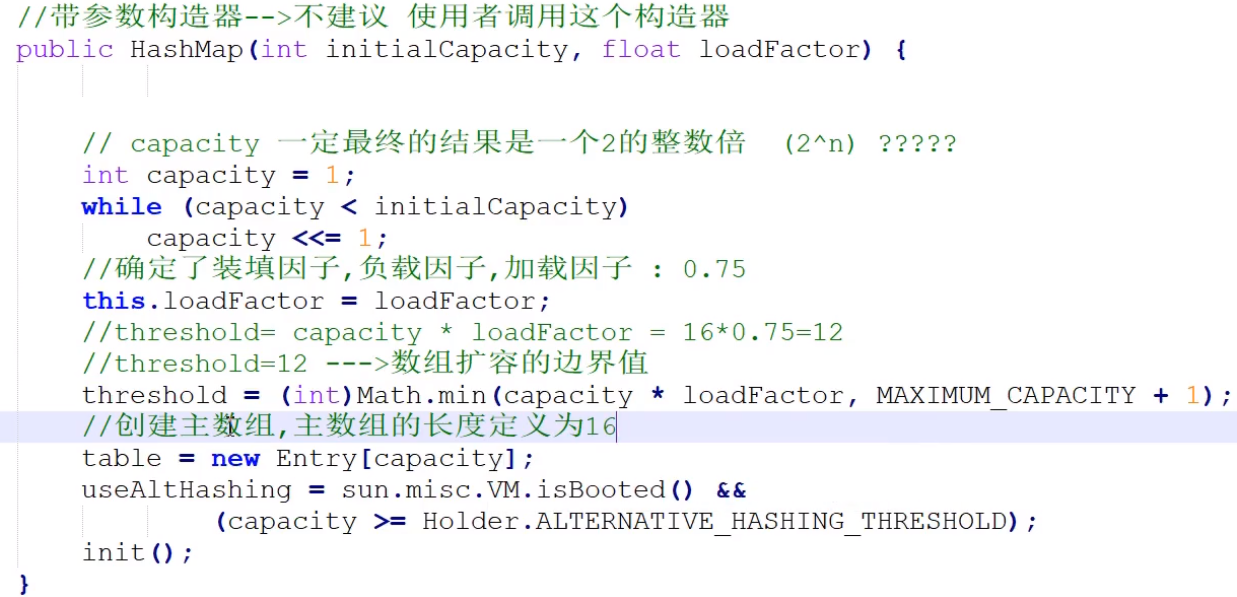 //带参数构造器-->不建议 使用者调用这个构造器
public HashMap(int initialCapacity, float loadFactor) {
// capacity 一定最终的结果是一个2的整数倍  (2^n) ?????
int capacity = 1;
while (capacity < initialCapacity)
capacity <<= 1;
//确定了装填因子,负载因子,加载因子 : 0.75
this.loadFactor = loadFactor;
//threshold= capacity * loadFactor = 16*0.75=12
//threshold=12 --->数组扩容的边界值
threshold = (int)Math.min(capacity * loadFactor, MAXIMUM_CAPACITY + 1);
//创建主数组,主数组的长度定义为16
table = new Entry[capacity];
useAltHashing = sun.misc.VM.isBooted() &&
(capacity >= Holder.ALTERNATIVE_HASHING_THRESHOLD);
init();
}